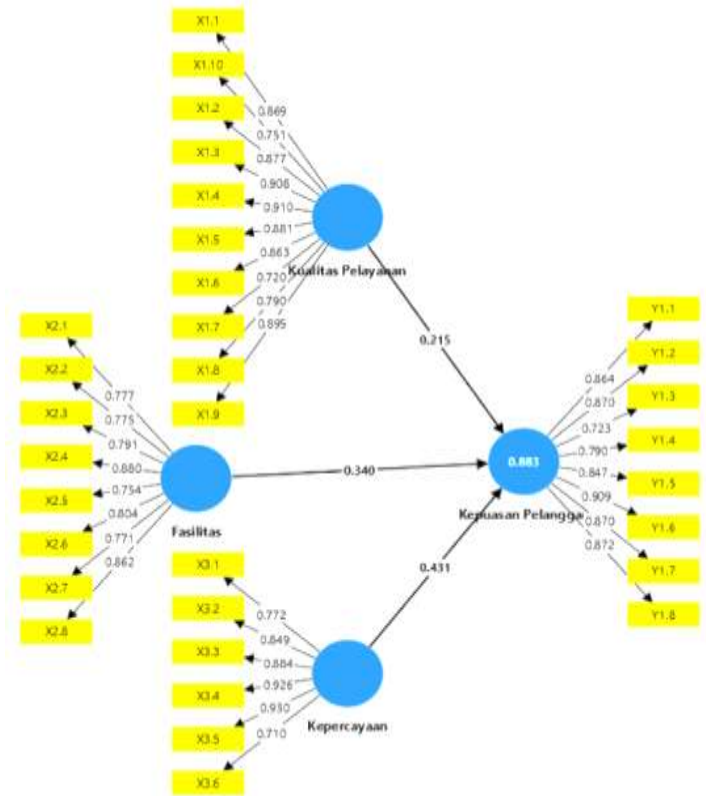 X1.1
X1.10
X1.2
X1.3
X1.4
X1.5
X1.6
X1.7
X1.8
X1.9
0.869
0.751
0.877
0.906
0.910
0.881
0.863
0.720
0.790
0.895
Kualitas Pelayanan
0.215
X2.1
X2.2
X2.3
X2.4
X2.5
X2.6
X2.7
X2.8
0.777
0.775
0.791
0.880
0.754
0.804
0.771
0.862
Fasilitas
0.340
X3.1
X3.2
X3.3
X3.4
X3.5
X3.6
0.772
0.849
0.884
0.926
0.930
0.710
Kepercayaan
0.431
0.883
Kepuasan Pelangga
0.864
0.870
0.723
0.790
0.847
0.909
0.870
0.872
Y1.1
Y1.2
Y1.3
Y1.4
Y1.5
Y1.6
Y1.7
Y1.8